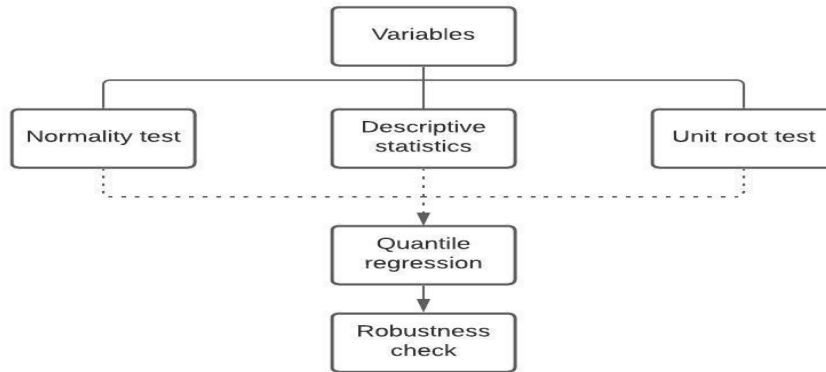 Variables
Normality test
Descriptive
statistics
Unit root test
Quantile
regression
Robustness
check